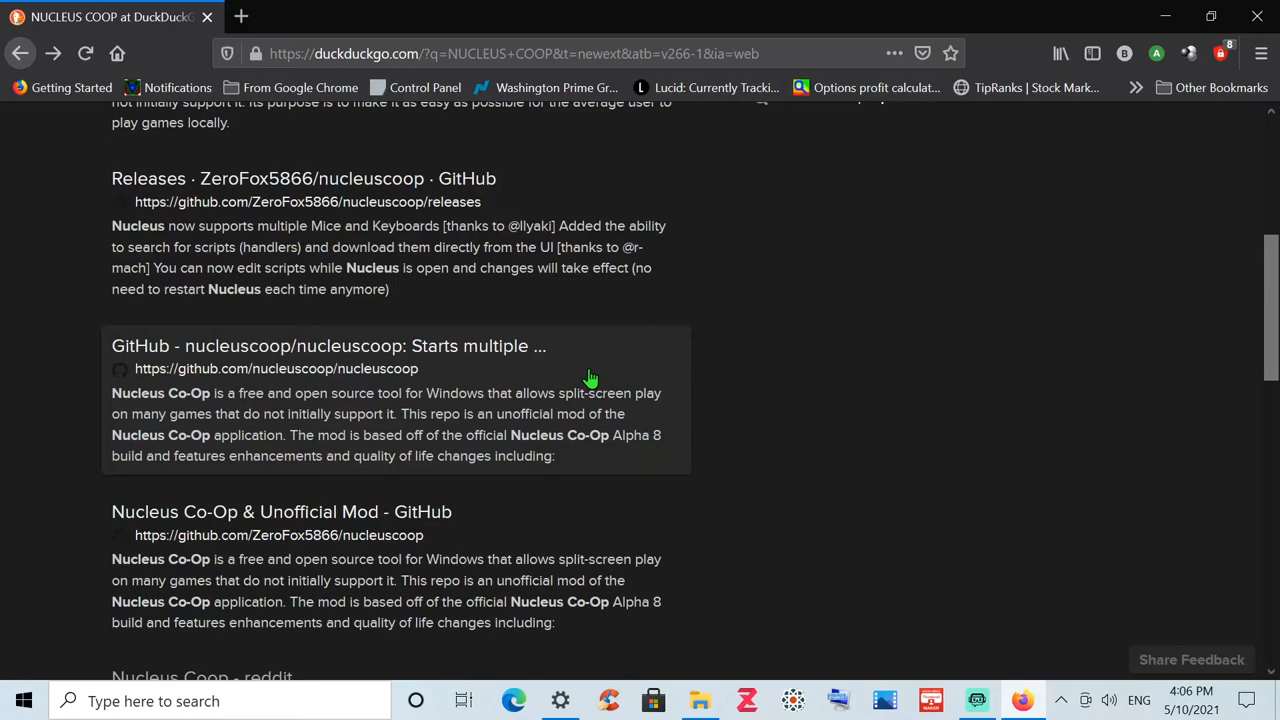 NUCLEUS COOP at DuckDuckG
https://duckduckgo.com/?q=NUCLEUS+COOP&t=newext&atb=v266-1&ia=web
8
Getting Started
Notifications
From Google Chrome
Control Panel
Washington Prime Gr...
Lucid: Currently Tracki...
Options profit calculat...
TipRanks | Stock Mark...
Other Bookmarks
not initially support it. Its purpose is to make it as easy as possible for the average user to
play games locally.
Releases · ZeroFox5866/nucleuscoop · GitHub
https://github.com/ZeroFox5866/nucleuscoop/releases
Nucleus now supports multiple Mice and Keyboards [thanks to @Ilyaki] Added the ability
to search for scripts (handlers) and download them directly from the UI [thanks to @r-
mach] You can now edit scripts while Nucleus is open and changes will take effect (no
need to restart Nucleus each time anymore)
GitHub - nucleuscoop/nucleuscoop: Starts multiple ...
https://github.com/nucleuscoop/nucleuscoop
Nucleus Co-Op is a free and open source tool for Windows that allows split-screen play
on many games that do not initially support it. This repo is an unofficial mod of the
Nucleus Co-Op application. The mod is based off of the official Nucleus Co-Op Alpha 8
build and features enhancements and quality of life changes including:
Nucleus Co-Op & Unofficial Mod - GitHub
https://github.com/ZeroFox5866/nucleuscoop
Nucleus Co-Op is a free and open source tool for Windows that allows split-screen play
on many games that do not initially support it. This repo is an unofficial mod of the
Nucleus Co-Op application. The mod is based off of the official Nucleus Co-Op Alpha 8
build and features enhancements and quality of life changes including:
Nucleus Coop - reddit
Share Feedback
Type here to search
ENG
4:06 PM
5/10/2021